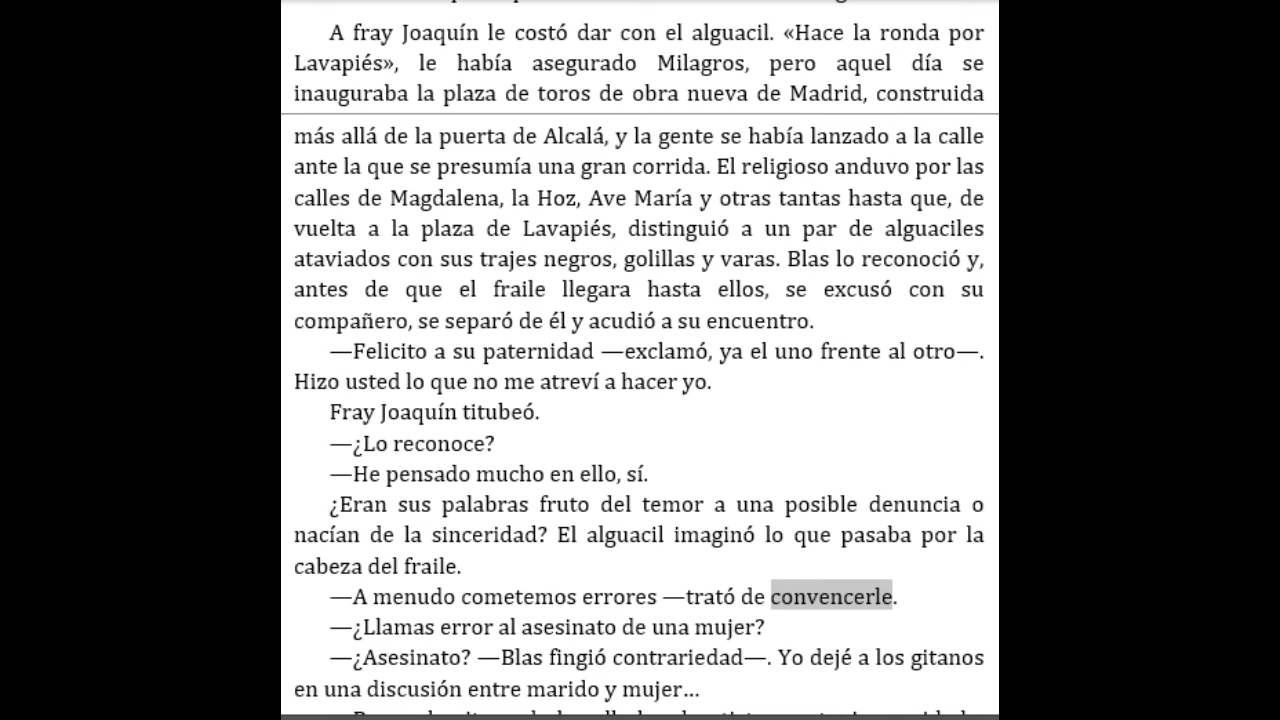 A fray Joaquín le costó dar con el alguacil. «Hace la ronda por
Lavapiés», le había asegurado Milagros, pero aquel día se
inauguraba la plaza de toros de obra nueva de Madrid, construida
más allá de la puerta de Alcalá, y la gente se había lanzado a la calle
ante la que se presumía una gran corrida. El religioso anduvo por las
calles de Magdalena, la Hoz, Ave María y otras tantas hasta que, de
vuelta a la plaza de Lavapiés, distinguió a un par de alguaciles
ataviados con sus trajes negros, golillas y varas. Blas lo reconoció y,
antes de que el fraile llegara hasta ellos, se excusó con su
compañero, se separó de él y acudió a su encuentro.
—Felicito a su paternidad —exclamó, ya el uno frente al otro—.
Hizo usted lo que no me atreví a hacer yo.
Fray Joaquín titubeó.
—¿Lo reconoce?
—He pensado mucho en ello, sí.
¿Eran sus palabras fruto del temor a una posible denuncia o
nacían de la sinceridad? El alguacil imaginó lo que pasaba por la
cabeza del fraile.
—A menudo cometemos errores —trató de convencerle.
—¿Llamas error al asesinato de una mujer?
—¿Asesinato? —Blas fingió contrariedad—. Yo dejé a los gitanos
en una discusión entre marido y mujer…